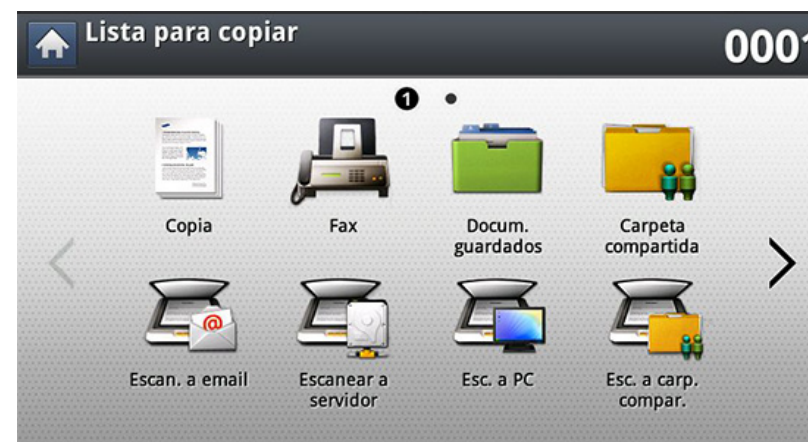 Lista para copiar
0001
1
Copia
Fax
Docum.
guardados
Carpeta
compartida
Escan. a email
Escanear a
servidor
Esc. a PC
Esc. a carp.
compar.